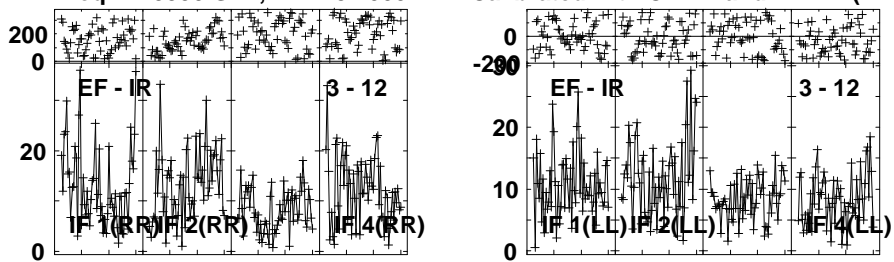 200
0
EF - IR
3 - 12
20
0
IF 1(RR)
IF 2(RR)
IF 4(RR)
0
-200
30
EF - IR
3 - 12
20
10
0
IF 1(LL)
IF 2(LL)
IF 4(LL)